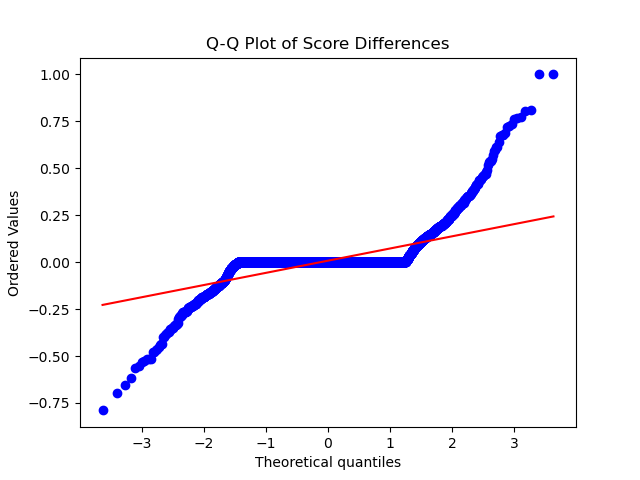 Q-Q Plot of Score Differences
1.00
0.75
0.50
0.25
0.00
−0.25
−0.50
−0.75
Ordered Values
−3 −2 −1 0 1 2 3
Theoretical quantiles